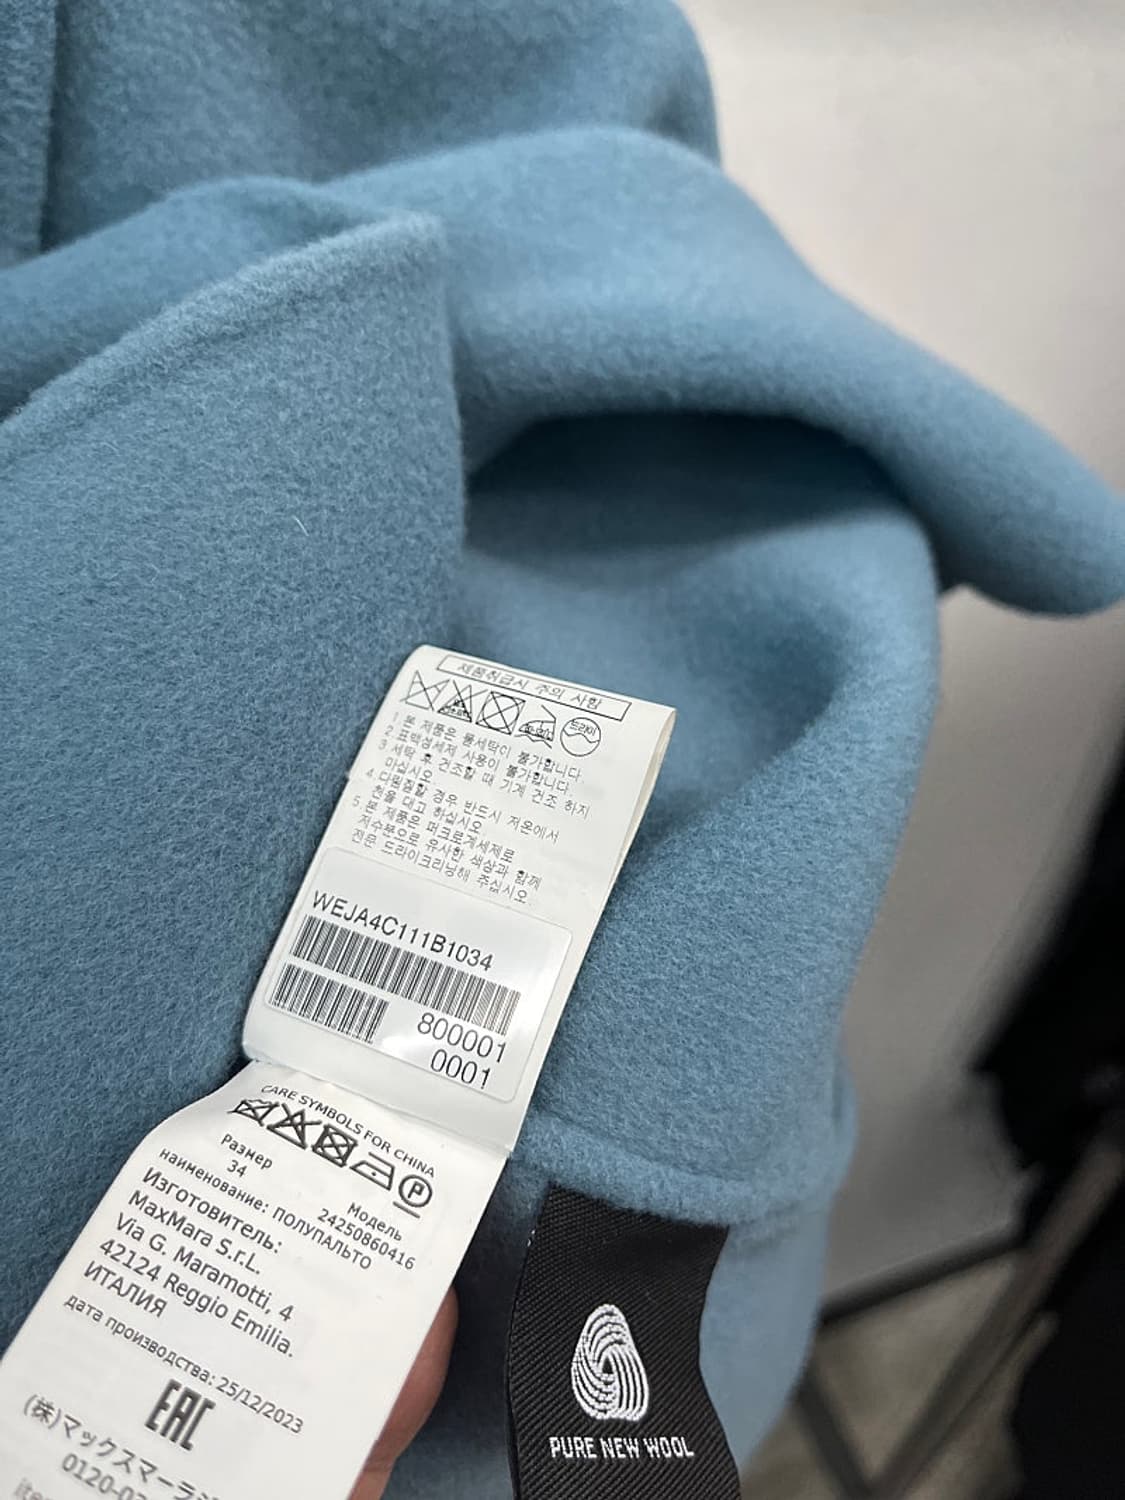 제품취급시 주의 사항
드라이
1. 본 제품은 물세탁이 불가합니다.
2. 표백성세제 사용이 불가합니다.
3. 세탁 후 건조할 때 기계 건조 하지
마십시오
4. 다림질할 경우 반드시 저온에서
천을 대고 하십시오
5. 본 제품은 퍼크로계세제로
저수분으로 유사한 색상과 함께
전문 드라이크리닝해 주십시오
WEJA4C111B1034
800001
0001
CARE SYMBOLS FOR CHINA
P
Размер
34
Модель
24250860416
наименование: ПОЛУПАЛЬТО
Изготовитель:
MaxMara S.r.L.
Via G. Maramotti, 4
42124 Reggio Emilia.
ИТАЛИЯ
дата производства: 25/12/2023
EAC
(株)マックスマーラジ
0120-03
PURE NEW WOOL